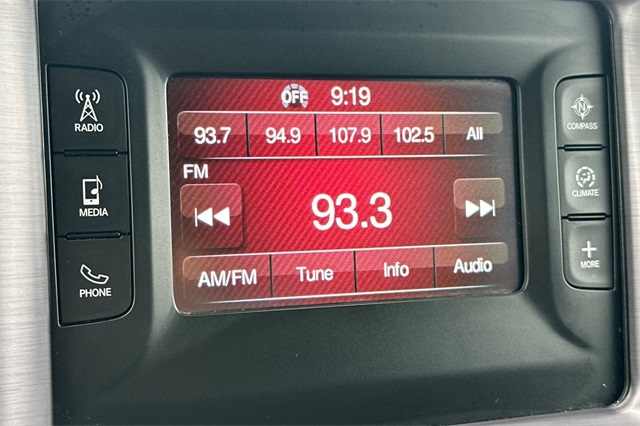 OFF 9:19
93.7 94.9 107.9 102.5 All
FM
93.3
AM/FM Tune Info Audio
RADIO
MEDIA
PHONE
N
COMPASS
CLIMATE
MORE